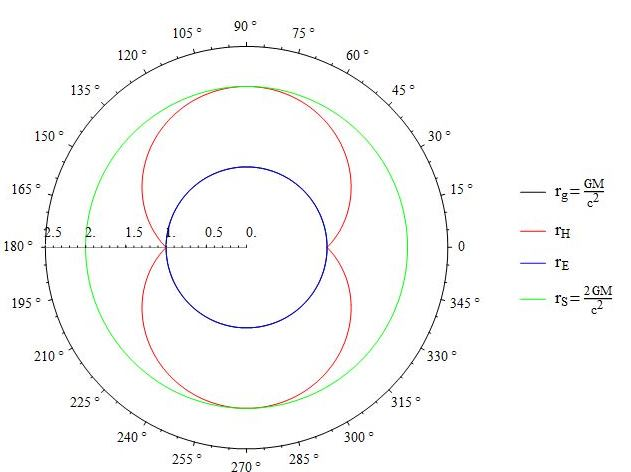 90 °
105 ° 75 °
120 ° 60 °
135 ° 45 °
150 ° 30 °
165 ° 15 °
2.5 2. 1.5 1. 0.5 0.
180 ° 0
195 ° 345 °
210 ° 330 °
225 ° 315 °
240 ° 300 °
255 ° 285 °
270 °
r_g = GM/c²
r_H
r_E
r_S = 2GM/c²